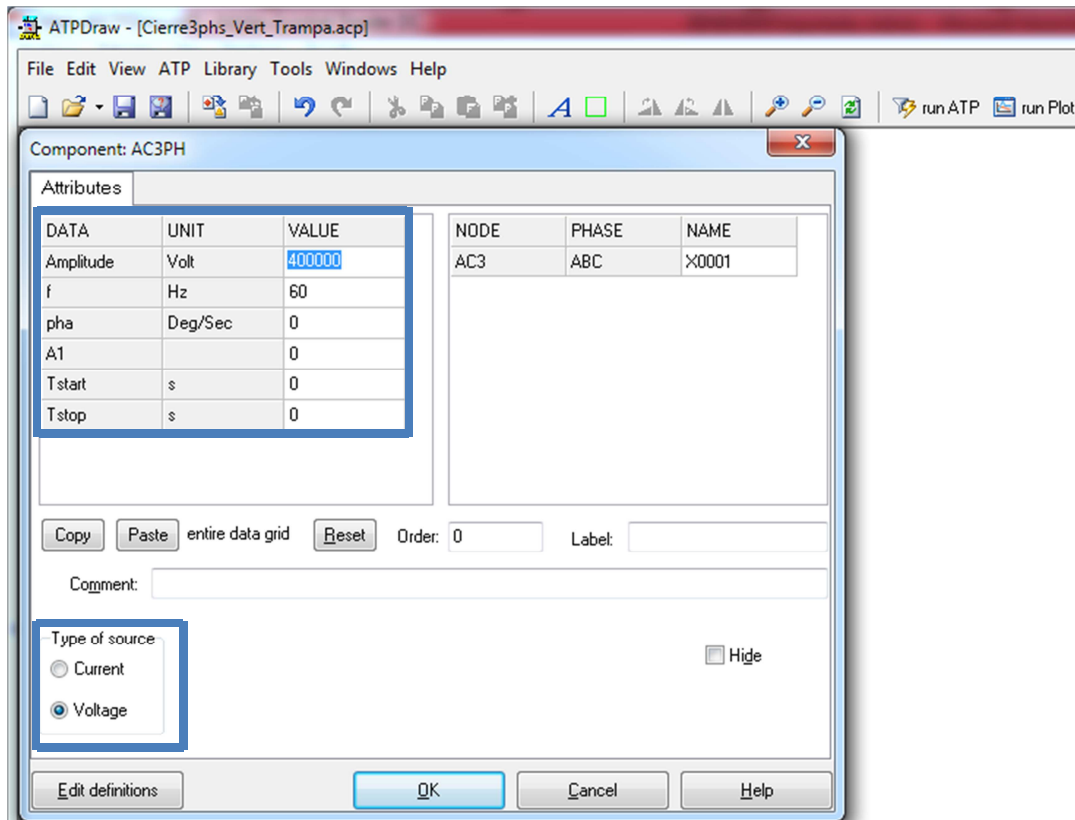 ATPDraw - [Cierre3phs_Vert_Trampa.acp]
File Edit View ATP Library Tools Windows Help
A run ATP run Plot
Component: AC3PH
Attributes
DATA UNIT VALUE
Amplitude Volt 400000
f Hz 60
pha Deg/Sec 0
A1 0
Tstart s 0
Tstop s 0
NODE PHASE NAME
AC3 ABC X0001
Copy Paste entire data grid Reset Order: 0 Label:
Comment:
Type of source
Current
Voltage
Hide
Edit definitions OK Cancel Help